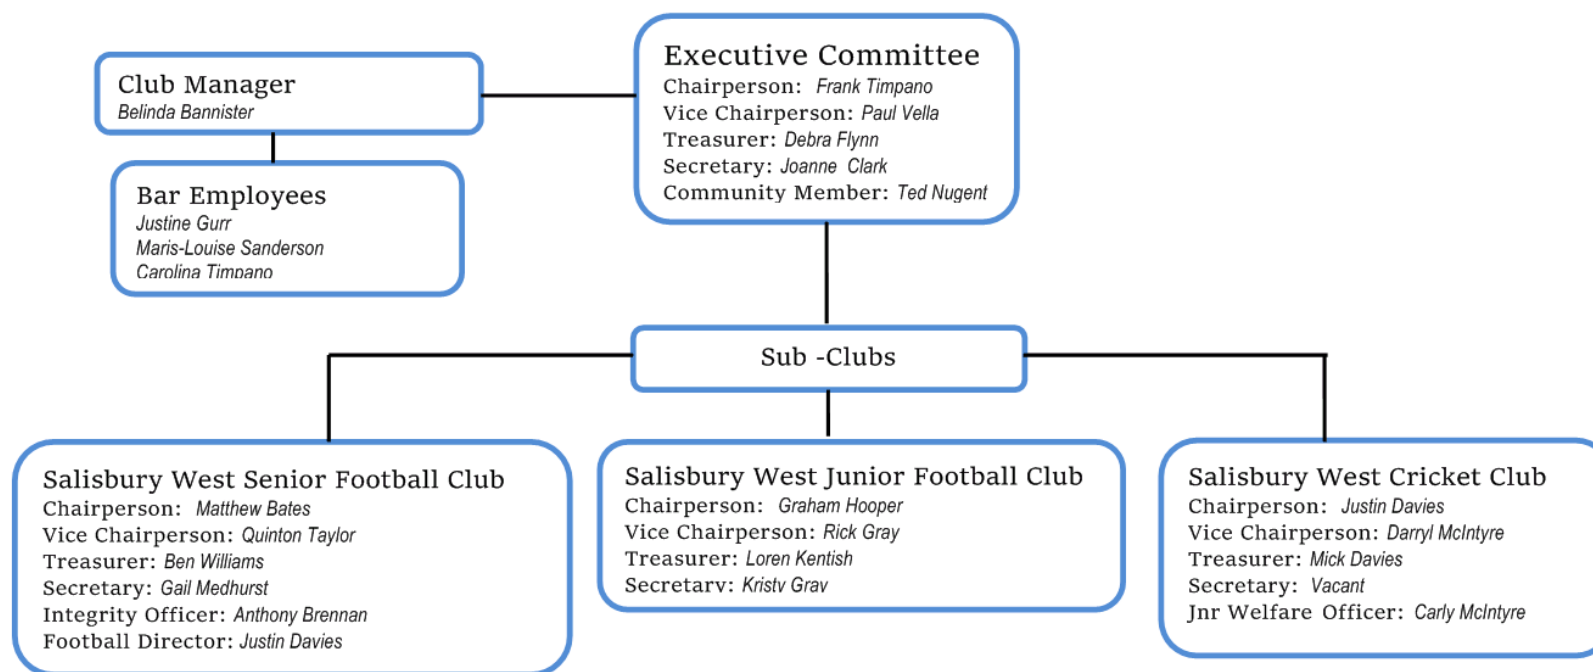 Club Manager
Belinda Bannister
Executive Committee
Chairperson: Frank Timpano
Vice Chairperson: Paul Vella
Treasurer: Debra Flynn
Secretary: Joanne Clark
Community Member: Ted Nugent
Bar Employees
Justine Gurr
Maris-Louise Sanderson
Carolina Timpano
Sub -Clubs
Salisbury West Senior Football Club
Chairperson: Matthew Bates
Vice Chairperson: Quinton Taylor
Treasurer: Ben Williams
Secretary: Gail Medhurst
Integrity Officer: Anthony Brennan
Football Director: Justin Davies
Salisbury West Junior Football Club
Chairperson: Graham Hooper
Vice Chairperson: Rick Gray
Treasurer: Loren Kentish
Secretary: Kristy Gray
Salisbury West Cricket Club
Chairperson: Justin Davies
Vice Chairperson: Darryl McIntyre
Treasurer: Mick Davies
Secretary: Vacant
Jnr Welfare Officer: Carly McIntyre